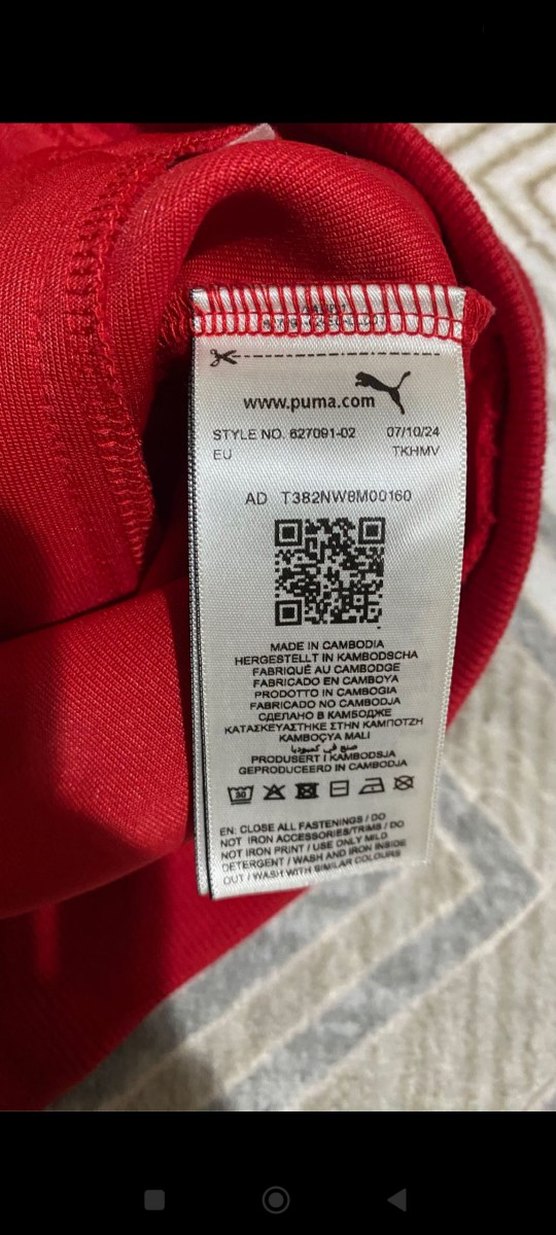 www.puma.com
STYLE NO. 627091-02 07/10/24
EU TKHMV
AD T382NW8M00160
MADE IN CAMBODIA
HERGESTELLT IN KAMBODSCHA
FABRIQUÉ AU CAMBODGE
FABRICADO EN CAMBOYA
PRODOTTO IN CAMBOGIA
FABRICADO NO CAMBODJA
СДЕЛАНО В КАМБОДЖЕ
ΚΑΤΑΣΚΕΥΑΣΤΗΚΕ ΣΤΗΝ ΚΑΜΠΟΤΖΗ
KAMBOÇYA MALI
صنع في كمبوديا
PRODUSERT I KAMBODSJA
GEPRODUCEERD IN CAMBODJA
30
EN: CLOSE ALL FASTENINGS / DO
NOT IRON ACCESSORIES/TRIMS / DO
NOT IRON PRINT / USE ONLY MILD
DETERGENT / WASH AND IRON INSIDE
OUT / WASH WITH SIMILAR COLOURS